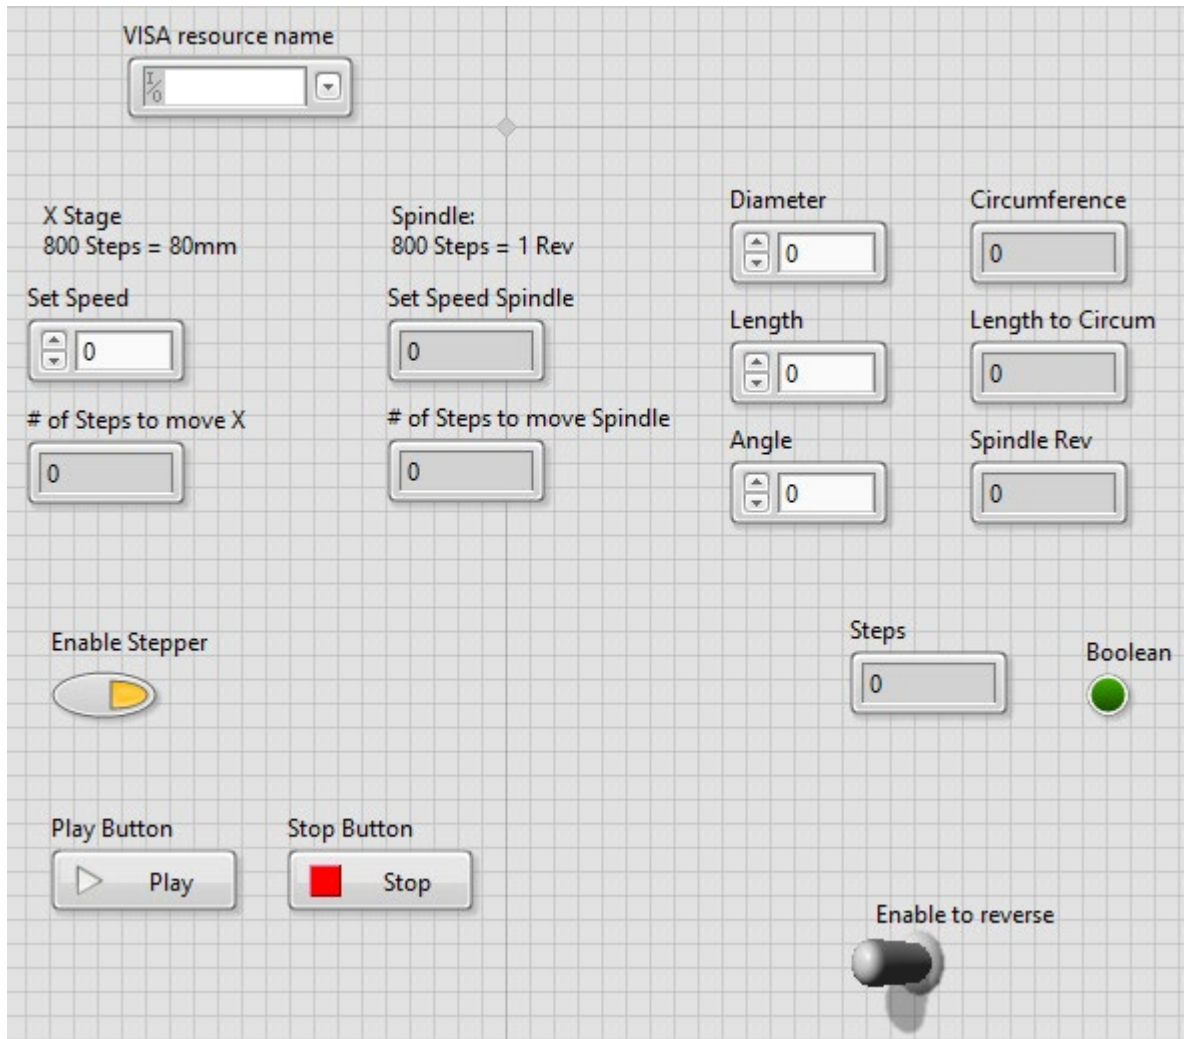 VISA resource name
I/O
X Stage
800 Steps = 80mm
Spindle:
800 Steps = 1 Rev
Diameter
0
Circumference
0
Set Speed
0
Set Speed Spindle
0
Length
0
Length to Circum
0
# of Steps to move X
0
# of Steps to move Spindle
0
Angle
0
Spindle Rev
0
Enable Stepper
Steps
0
Boolean
Play Button
Play
Stop Button
Stop
Enable to reverse